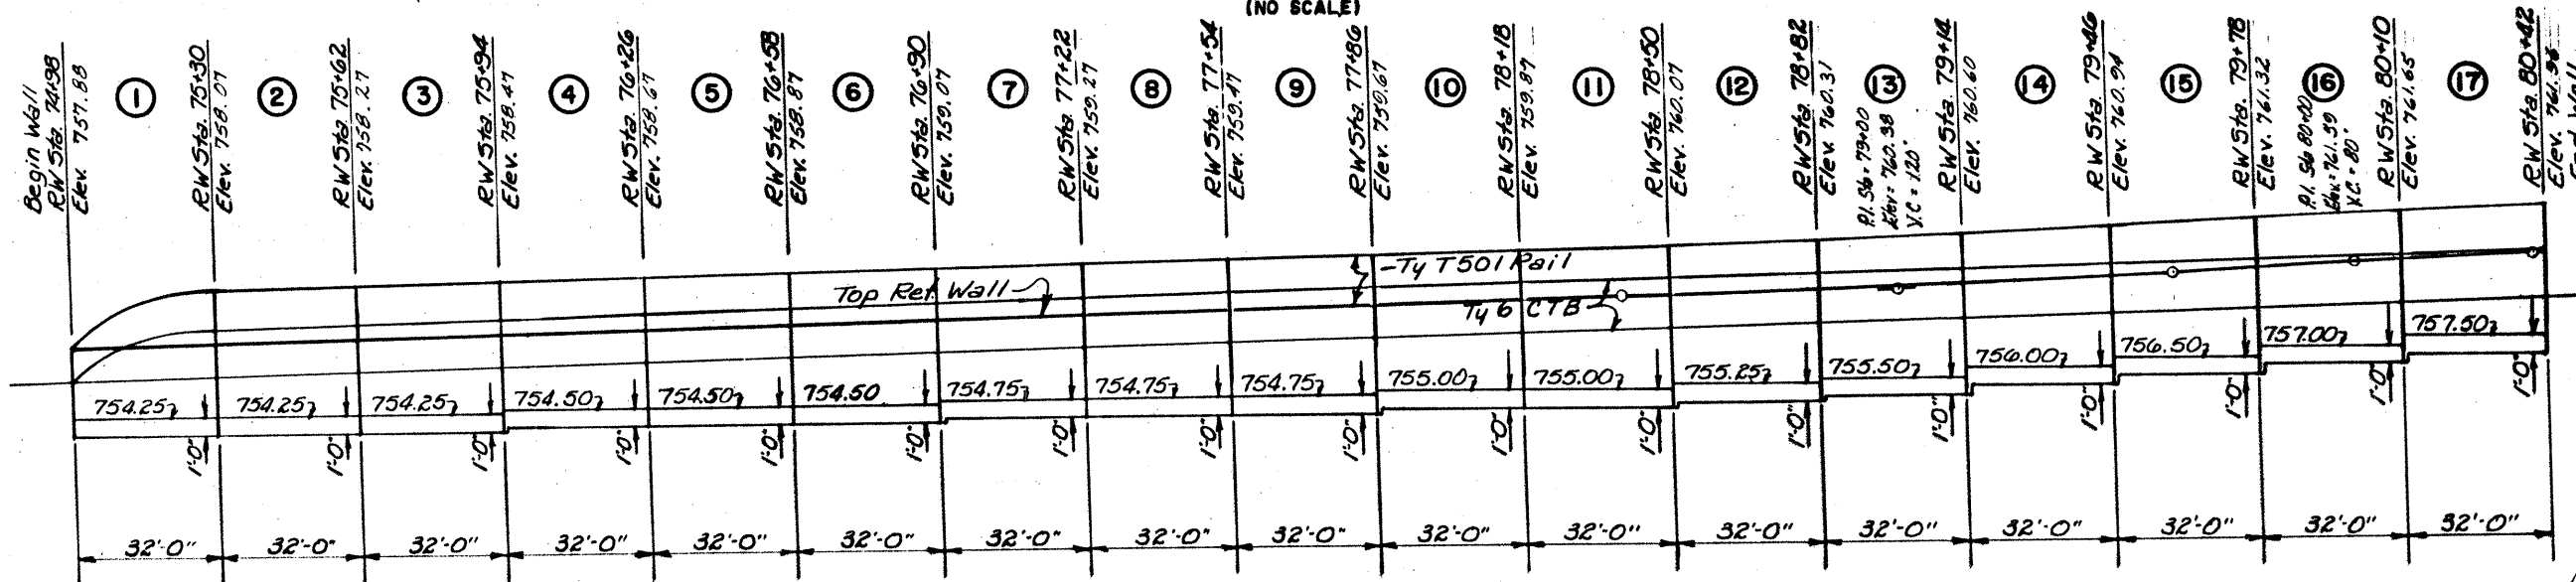 (NO SCALE)
Begin Wall
RW Sta. 74+98
Elev. 757.88
1
RW Sta. 75+30
Elev. 758.07
2
RW Sta. 75+62
Elev. 758.27
3
RW Sta. 75+94
Elev. 758.47
4
RW Sta. 76+26
Elev. 758.67
5
RW Sta. 76+58
Elev. 758.87
6
RW Sta. 76+90
Elev. 759.07
7
RW Sta. 77+22
Elev. 759.27
8
RW Sta. 77+54
Elev. 759.47
9
RW Sta. 77+86
Elev. 759.67
10
RW Sta. 78+18
Elev. 759.87
11
RW Sta. 78+50
Elev. 760.07
12
RW Sta. 78+82
Elev. 760.31
13
P.I. Sta = 79+00
Elev = 760.38
V.C = 120'
RW Sta. 79+14
Elev. 760.60
14
RW Sta. 79+46
Elev. 760.94
15
RW Sta. 79+78
Elev. 761.32
16
P.I. Sta 80+00
Elev. = 761.59
V.C. = 80'
RW Sta. 80+10
Elev. 761.65
17
RW Sta. 80+42
Elev. 761.96
End Wall
Top Ret. Wall
Ty T501 Rail
Ty 6 CTB
754.25 754.25 754.25 754.50 754.50 754.50 754.75 754.75 754.75 755.00 755.00 755.25 755.50 756.00 756.50 757.00 757.50
1'-0" 1'-0" 1'-0" 1'-0" 1'-0" 1'-0" 1'-0" 1'-0" 1'-0" 1'-0" 1'-0" 1'-0" 1'-0" 1'-0" 1'-0" 1'-0" 1'-0"
32'-0" 32'-0" 32'-0" 32'-0" 32'-0" 32'-0" 32'-0" 32'-0" 32'-0" 32'-0" 32'-0" 32'-0" 32'-0" 32'-0" 32'-0" 32'-0" 32'-0"